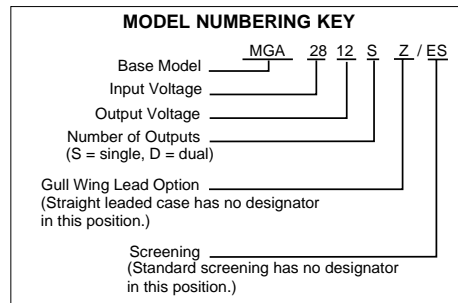 MODEL NUMBERING KEY
MGA 28 12 S Z / ES
Base Model
Input Voltage
Output Voltage
Number of Outputs
(S = single, D = dual)
Gull Wing Lead Option
(Straight leaded case has no designator
in this position.)
Screening
(Standard screening has no designator
in this position.)